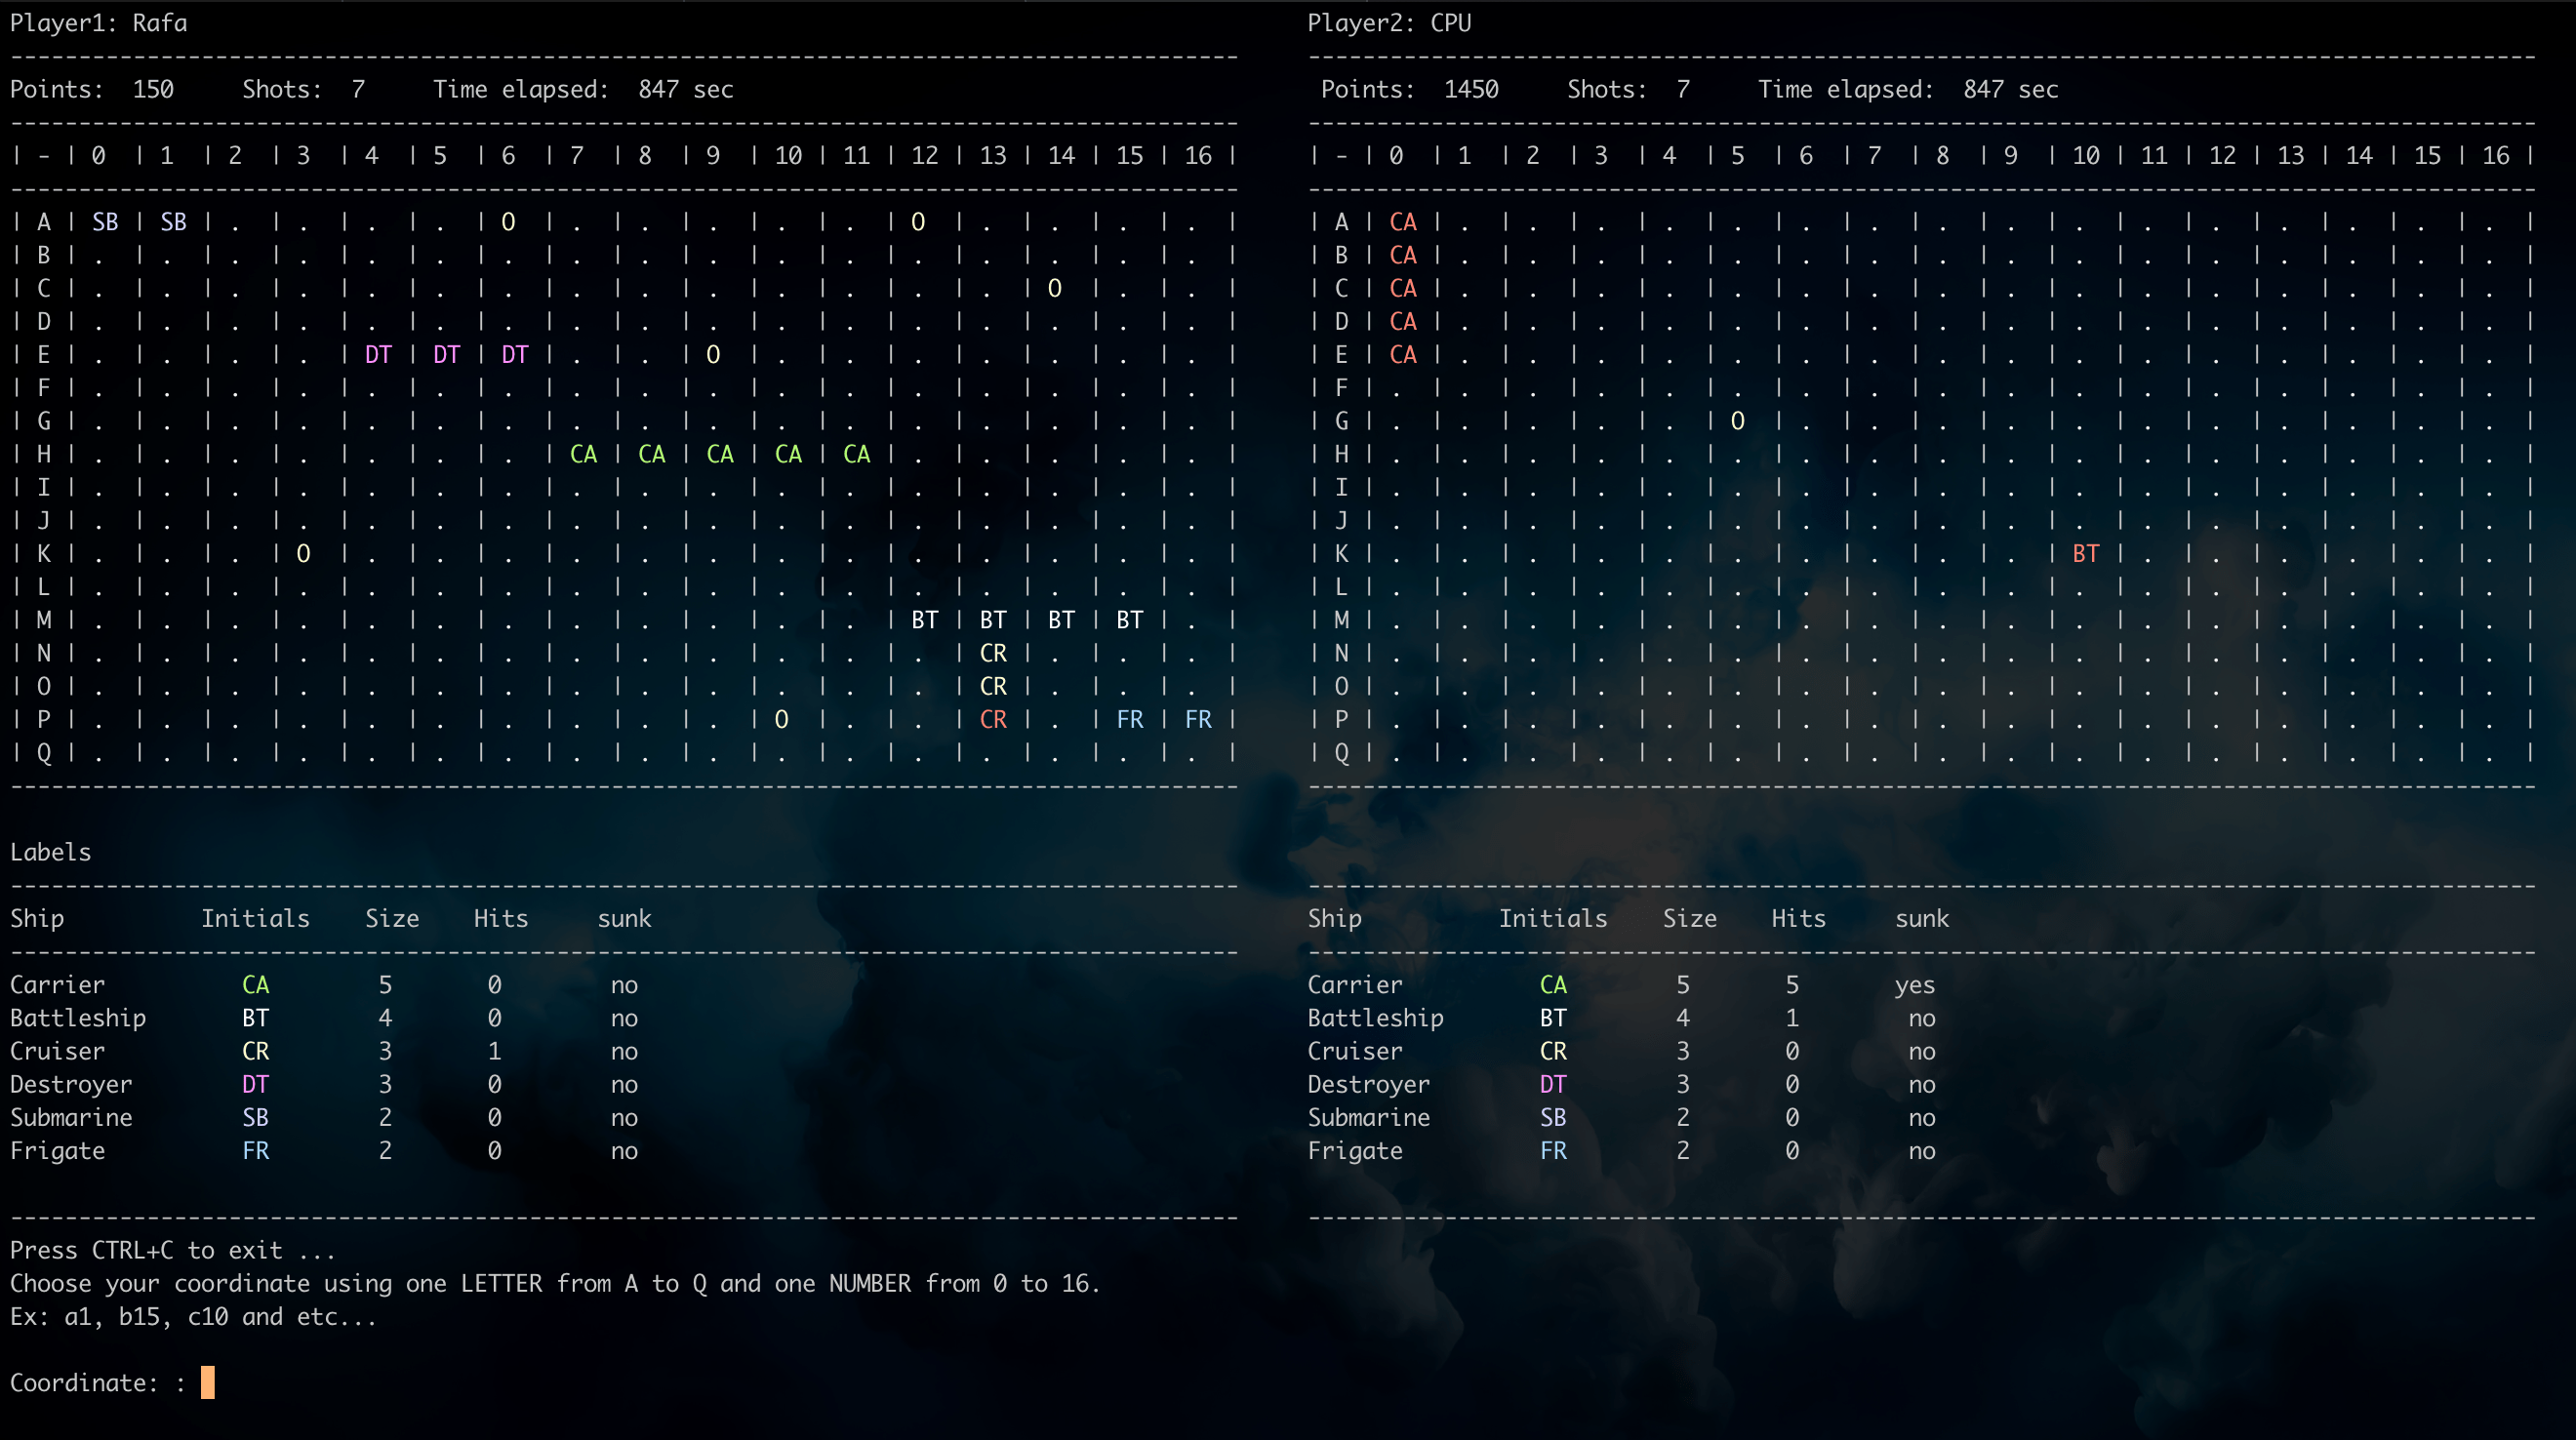 Player1: Rafa Player2: CPU
------------------------------------------------------------------------------------------ ------------------------------------------------------------------------------------------
Points: 150 Shots: 7 Time elapsed: 847 sec Points: 1450 Shots: 7 Time elapsed: 847 sec
------------------------------------------------------------------------------------------ ------------------------------------------------------------------------------------------
| - | 0 | 1 | 2 | 3 | 4 | 5 | 6 | 7 | 8 | 9 | 10 | 11 | 12 | 13 | 14 | 15 | 16 | | - | 0 | 1 | 2 | 3 | 4 | 5 | 6 | 7 | 8 | 9 | 10 | 11 | 12 | 13 | 14 | 15 | 16 |
------------------------------------------------------------------------------------------ ------------------------------------------------------------------------------------------
| A | SB | SB | . | . | . | . | O | . | . | . | . | . | O | . | . | . | . | | A | CA | . | . | . | . | . | . | . | . | . | . | . | . | . | . | . | . |
| B | . | . | . | . | . | . | . | . | . | . | . | . | . | . | . | . | . | | B | CA | . | . | . | . | . | . | . | . | . | . | . | . | . | . | . | . |
| C | . | . | . | . | . | . | . | . | . | . | . | . | . | . | O | . | . | | C | CA | . | . | . | . | . | . | . | . | . | . | . | . | . | . | . | . |
| D | . | . | . | . | . | . | . | . | . | . | . | . | . | . | . | . | . | | D | CA | . | . | . | . | . | . | . | . | . | . | . | . | . | . | . | . |
| E | . | . | . | . | DT | DT | DT | . | . | O | . | . | . | . | . | . | . | | E | CA | . | . | . | . | . | . | . | . | . | . | . | . | . | . | . | . |
| F | . | . | . | . | . | . | . | . | . | . | . | . | . | . | . | . | . | | F | . | . | . | . | . | . | . | . | . | . | . | . | . | . | . | . | . |
| G | . | . | . | . | . | . | . | . | . | . | . | . | . | . | . | . | . | | G | . | . | . | . | . | O | . | . | . | . | . | . | . | . | . | . | . |
| H | . | . | . | . | . | . | . | CA | CA | CA | CA | CA | . | . | . | . | . | | H | . | . | . | . | . | . | . | . | . | . | . | . | . | . | . | . | . |
| I | . | . | . | . | . | . | . | . | . | . | . | . | . | . | . | . | . | | I | . | . | . | . | . | . | . | . | . | . | . | . | . | . | . | . | . |
| J | . | . | . | . | . | . | . | . | . | . | . | . | . | . | . | . | . | | J | . | . | . | . | . | . | . | . | . | . | . | . | . | . | . | . | . |
| K | . | . | . | O | . | . | . | . | . | . | . | . | . | . | . | . | . | | K | . | . | . | . | . | . | . | . | . | . | BT | . | . | . | . | . | . |
| L | . | . | . | . | . | . | . | . | . | . | . | . | . | . | . | . | . | | L | . | . | . | . | . | . | . | . | . | . | . | . | . | . | . | . | . |
| M | . | . | . | . | . | . | . | . | . | . | . | . | BT | BT | BT | BT | . | | M | . | . | . | . | . | . | . | . | . | . | . | . | . | . | . | . | . |
| N | . | . | . | . | . | . | . | . | . | . | . | . | . | CR | . | . | . | | N | . | . | . | . | . | . | . | . | . | . | . | . | . | . | . | . | . |
| O | . | . | . | . | . | . | . | . | . | . | . | . | . | CR | . | . | . | | O | . | . | . | . | . | . | . | . | . | . | . | . | . | . | . | . | . |
| P | . | . | . | . | . | . | . | . | . | . | O | . | . | CR | . | FR | FR | | P | . | . | . | . | . | . | . | . | . | . | . | . | . | . | . | . | . |
| Q | . | . | . | . | . | . | . | . | . | . | . | . | . | . | . | . | . | | Q | . | . | . | . | . | . | . | . | . | . | . | . | . | . | . | . | . |
------------------------------------------------------------------------------------------ ------------------------------------------------------------------------------------------
Labels
------------------------------------------------------------------------------------------ ------------------------------------------------------------------------------------------
Ship Initials Size Hits sunk Ship Initials Size Hits sunk
------------------------------------------------------------------------------------------ ------------------------------------------------------------------------------------------
Carrier CA 5 0 no Carrier CA 5 5 yes
Battleship BT 4 0 no Battleship BT 4 1 no
Cruiser CR 3 1 no Cruiser CR 3 0 no
Destroyer DT 3 0 no Destroyer DT 3 0 no
Submarine SB 2 0 no Submarine SB 2 0 no
Frigate FR 2 0 no Frigate FR 2 0 no
------------------------------------------------------------------------------------------ ------------------------------------------------------------------------------------------
Press CTRL+C to exit ...
Choose your coordinate using one LETTER from A to Q and one NUMBER from 0 to 16.
Ex: a1, b15, c10 and etc...
Coordinate: :